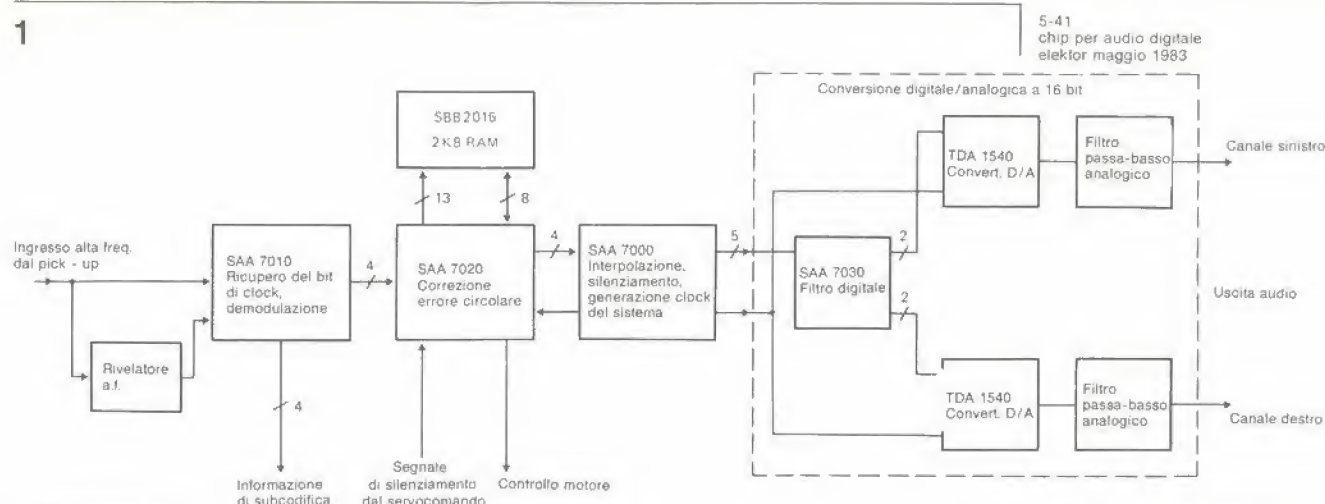 1
5-41
chip per audio digitale
elektor maggio 1983
Conversione digitale/analogica a 16 bit
SBB2016
2K8 RAM
13
8
Ingresso alta freq.
dal pick - up
SAA 7010
Ricupero del bit
di clock,
demodulazione
4
SAA 7020
Correzione
errore circolare
4
SAA 7000
Interpolazione,
silenziamento,
generazione clock
del sistema
5
SAA 7030
Filtro digitale
2
2
TDA 1540
Convert. D/A
Filtro
passa-basso
analogico
Canale sinistro
Uscita audio
TDA 1540
Convert. D/A
Filtro
passa-basso
analogico
Canale destro
Rivelatore
a.f.
4
Informazione
di subcodifica
Segnale
di silenziamento
dal servocomando
Controllo motore